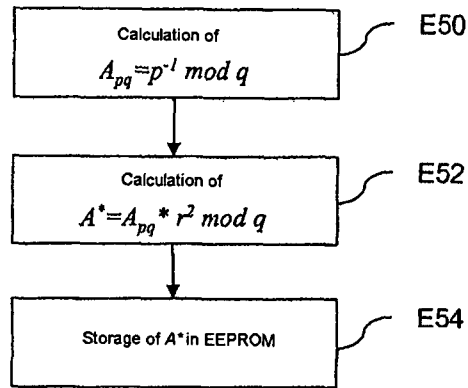 Calculation of
A_pq=p^-1 mod q
E50
Calculation of
A*=A_pq* r^2 mod q
E52
Storage of A* in EEPROM
E54